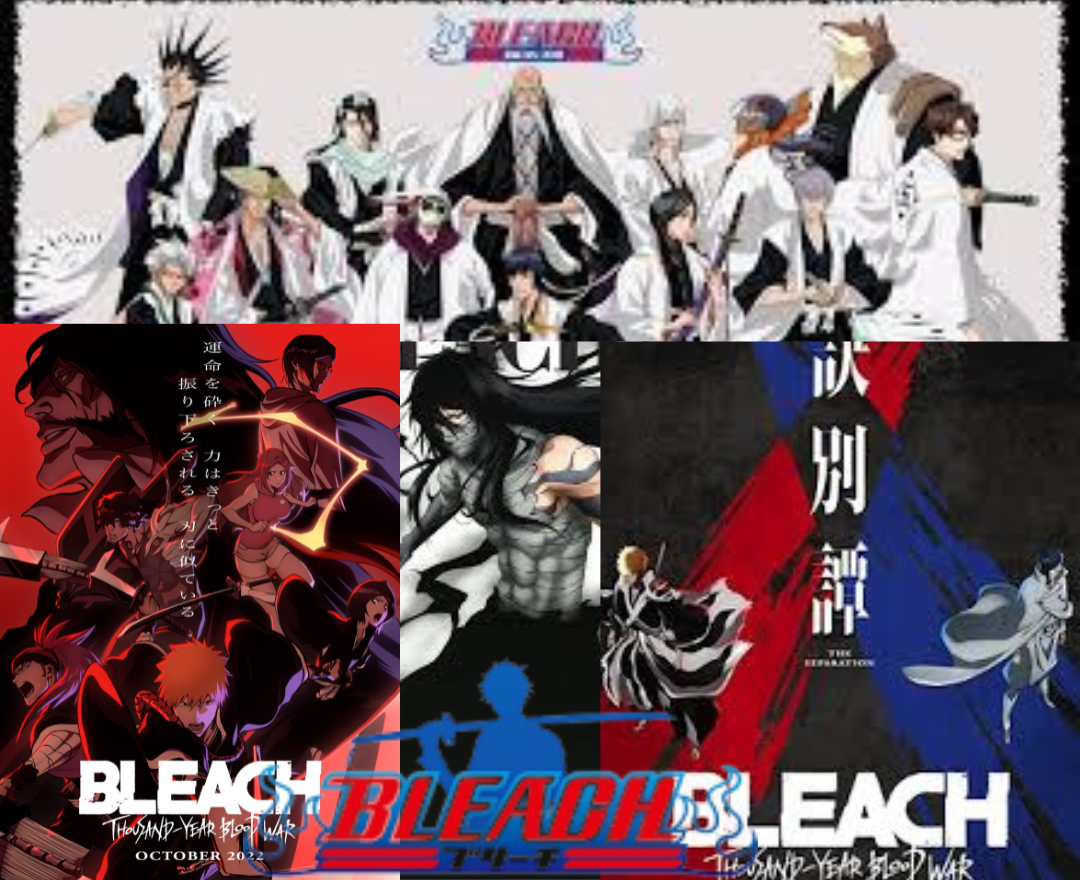 BLEACH
運命を砕く 力はきっと
振り下ろされる 刃に似ている
BLEACH
THOUSAND-YEAR BLOOD WAR
OCTOBER 2022
BLEACH
ブリーチ
訣別譚
THE
SEPARATION
BLEACH
THOUSAND-YEAR BLOOD WAR